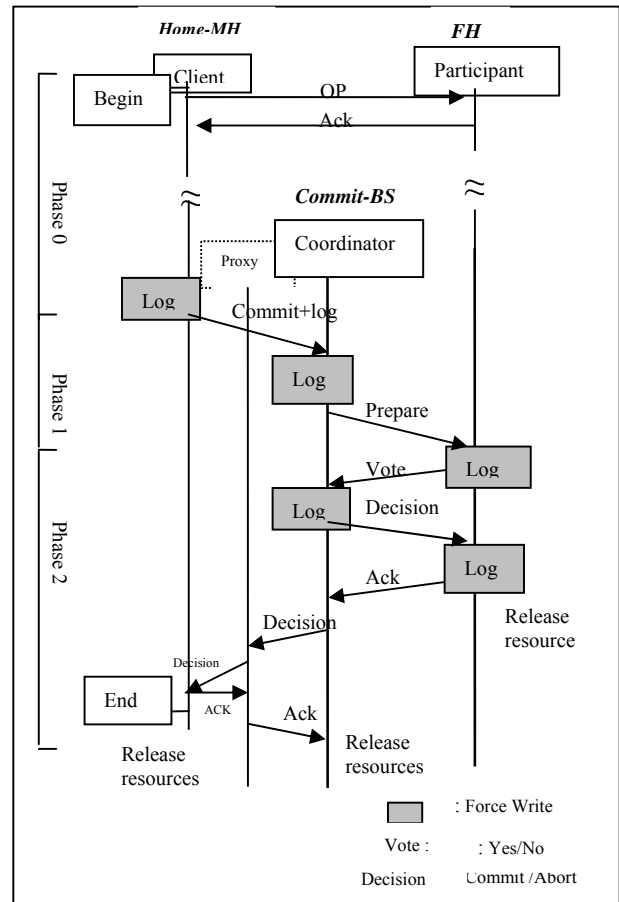 Home-MH
FH
Client
Participant
Begin
OP
Ack
Phase 0
Commit-BS
Coordinator
Proxy
Log
Commit+log
Log
Phase 1
Prepare
Vote
Log
Log
Decision
Phase 2
Log
Ack
Release
resource
Decision
Decision
End
ACK
Ack
Release
resources
Release
resources
: Force Write
Vote : : Yes/No
Decision Commit /Abort